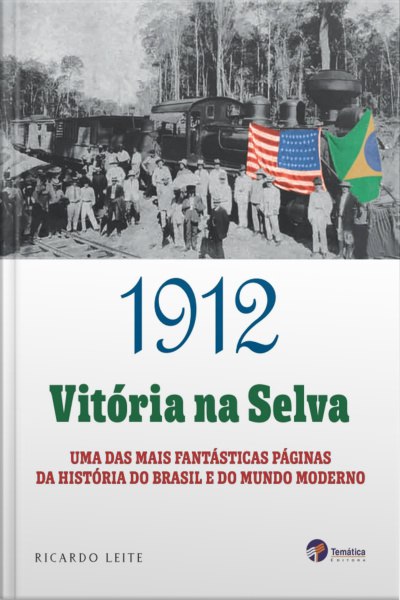 1912
Vitória na Selva
UMA DAS MAIS FANTÁSTICAS PÁGINAS
DA HISTÓRIA DO BRASIL E DO MUNDO MODERNO
RICARDO LEITE
Temática
EDITORA